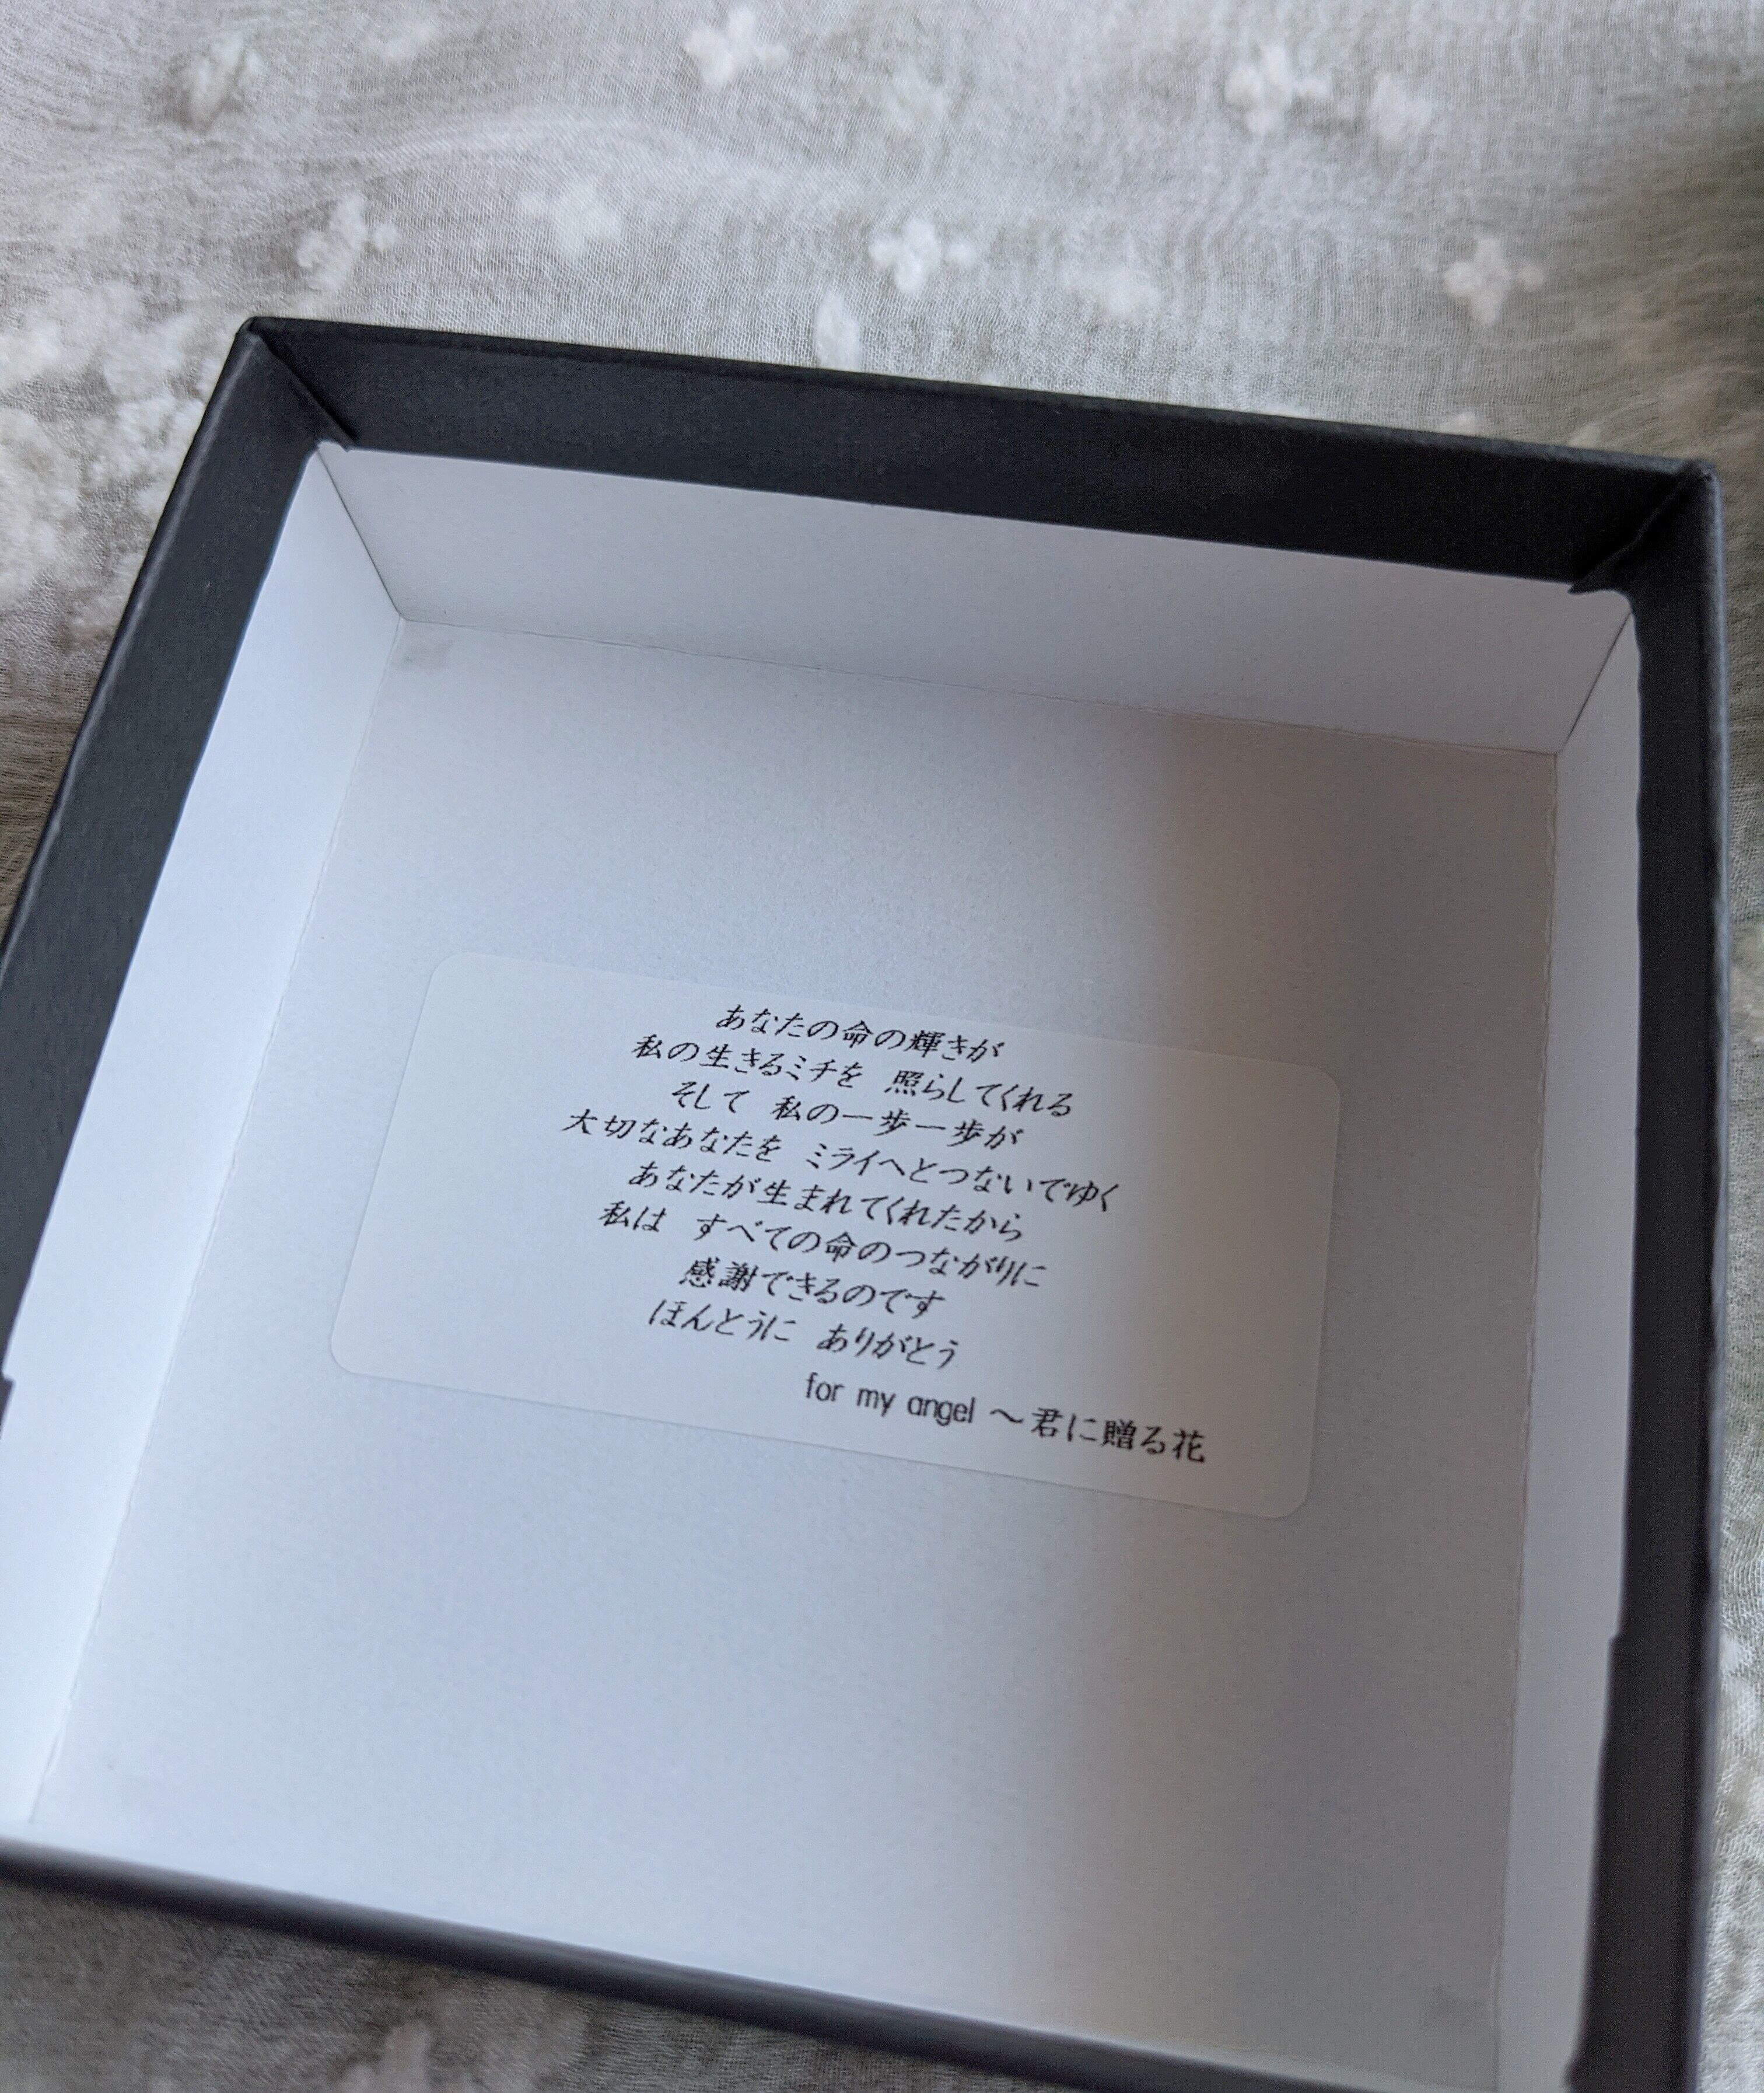 あなたの命の輝きが
私の生きるミチを 照らしてくれる
そして 私の一歩一歩が
大切なあなたを ミライへとつないでゆく
あなたが生まれてくれたから
私は すべての命のつながりに
感謝できるのです
ほんとうに ありがとう
for my angel ～君に贈る花